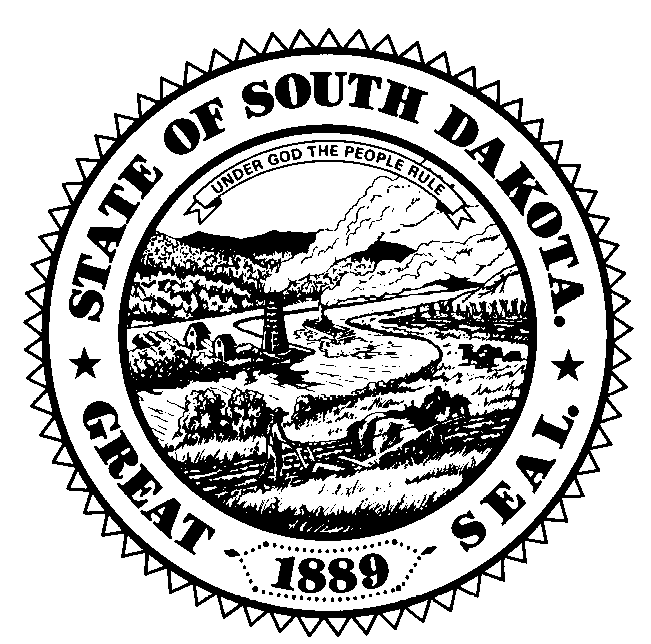 STATE OF SOUTH DAKOTA.
UNDER GOD THE PEOPLE RULE
GREAT SEAL.
1889